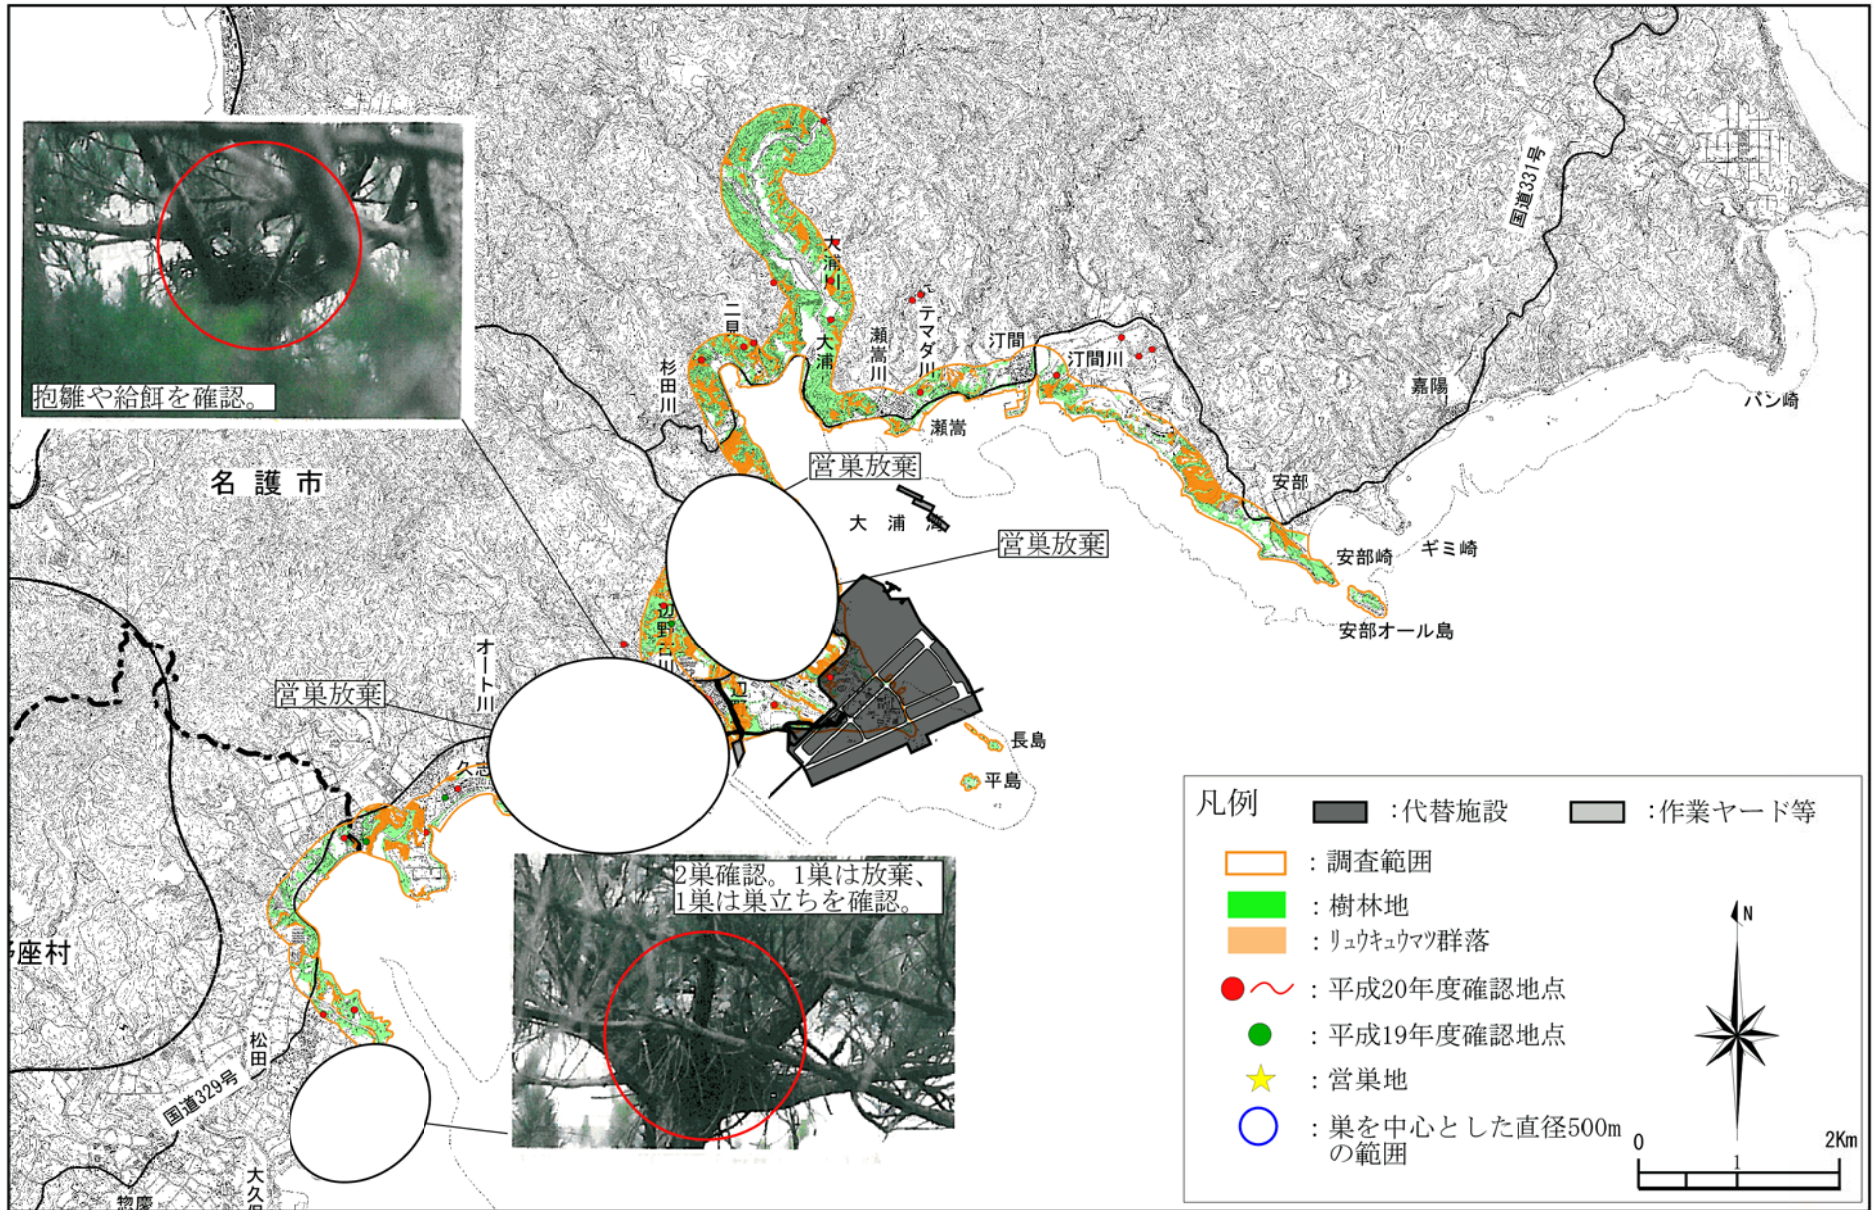 国道331号
抱雛や給餌を確認。
大浦川
二見
テマダ川
瀬嵩川
大浦
汀間
汀間川
杉田川
嘉陽
バン崎
瀬嵩
営巣放棄
名護市
安部
大浦湾
営巣放棄
ギミ崎
安部崎
安部オール島
辺野古川
オート川
営巣放棄
長島
平島
2巣確認。1巣は放棄、
1巣は巣立ちを確認。
座村
松田
国道329号
大久保
惣慶
凡例
:代替施設
:作業ヤード等
:調査範囲
:樹林地
:リュウキュウマツ群落
:平成20年度確認地点
:平成19年度確認地点
:営巣地
:巣を中心とした直径500m
の範囲
N
0 1 2Km